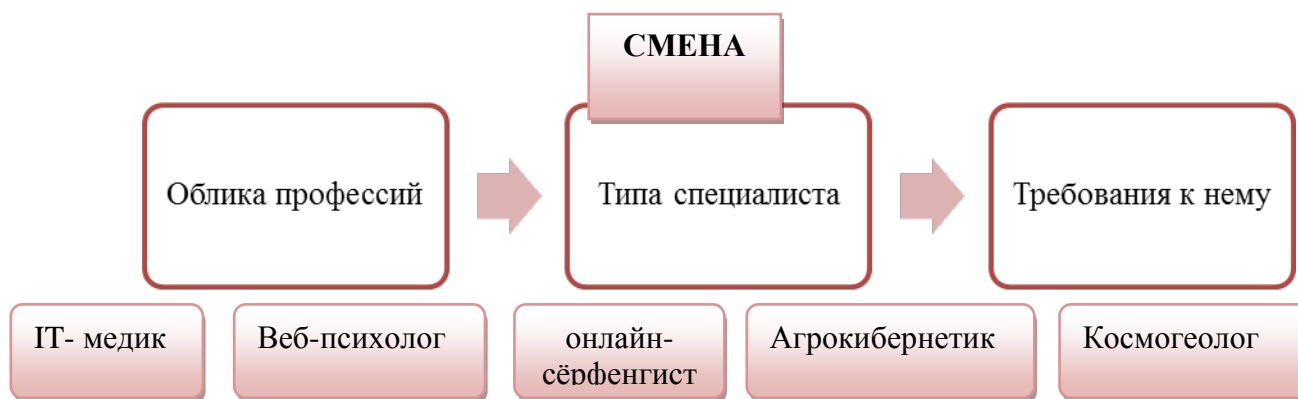 СМЕНА
Облика профессий
Типа специалиста
Требования к нему
IT- медик
Веб-психолог
онлайн-
сёрфенгист
Агрокибернетик
Космогеолог